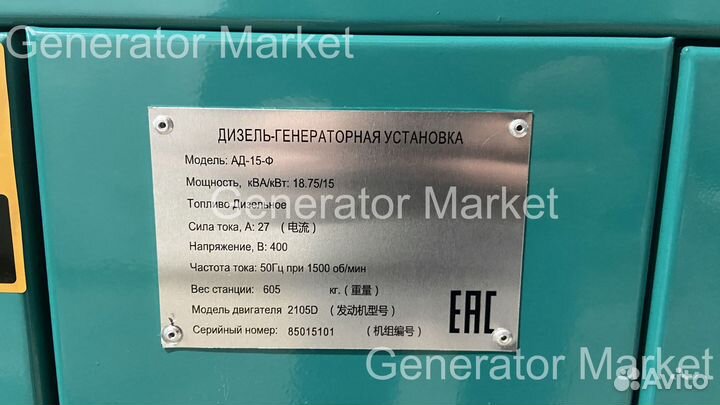 Generator Market
ДИЗЕЛЬ-ГЕНЕРАТОРНАЯ УСТАНОВКА
Модель: АД-15-Ф
Мощность, кВА/кВт: 18.75/15
Топливо Дизельное
Generator Market
Сила тока, А: 27 (电流)
Напряжение, В: 400
Частота тока: 50Гц при 1500 об/мин
Вес станции: 605 кг. (重量)
Модель двигателя 2105D (发动机型号)
Серийный номер: 85015101 (机组编号)
EAC
Generator Market
Avito